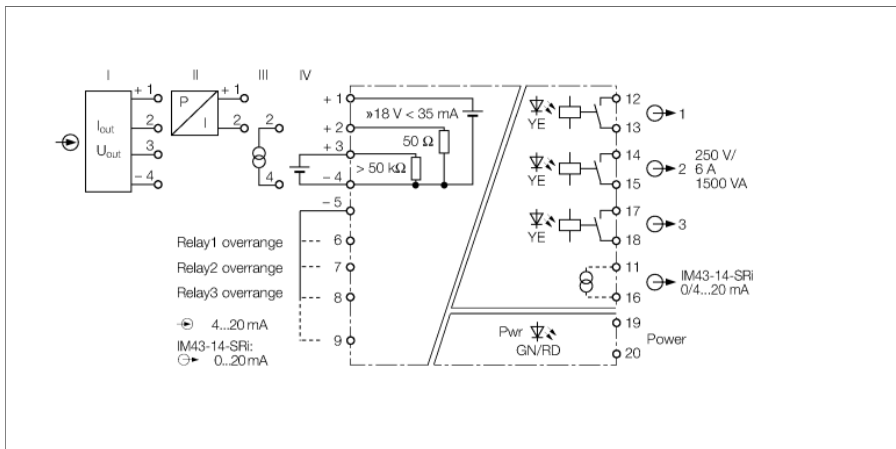 I II III IV
+ 1
2
3
- 4
I out
U out
P
I
+ 1
2
2
4
+ 1
+ 2
+ 3
- 4
- 5
6
7
8
9
»18 V < 35 mA
50 Ω
> 50 kΩ
Relay1 overrange
Relay2 overrange
Relay3 overrange
4...20 mA
IM43-14-SRi:
0...20 mA
YE
12
13
1
YE
14
15
2
250 V/
6 A
1500 VA
YE
17
18
3
11
16
IM43-14-SRi
0/4...20 mA
Pwr
GN/RD
19
20
Power